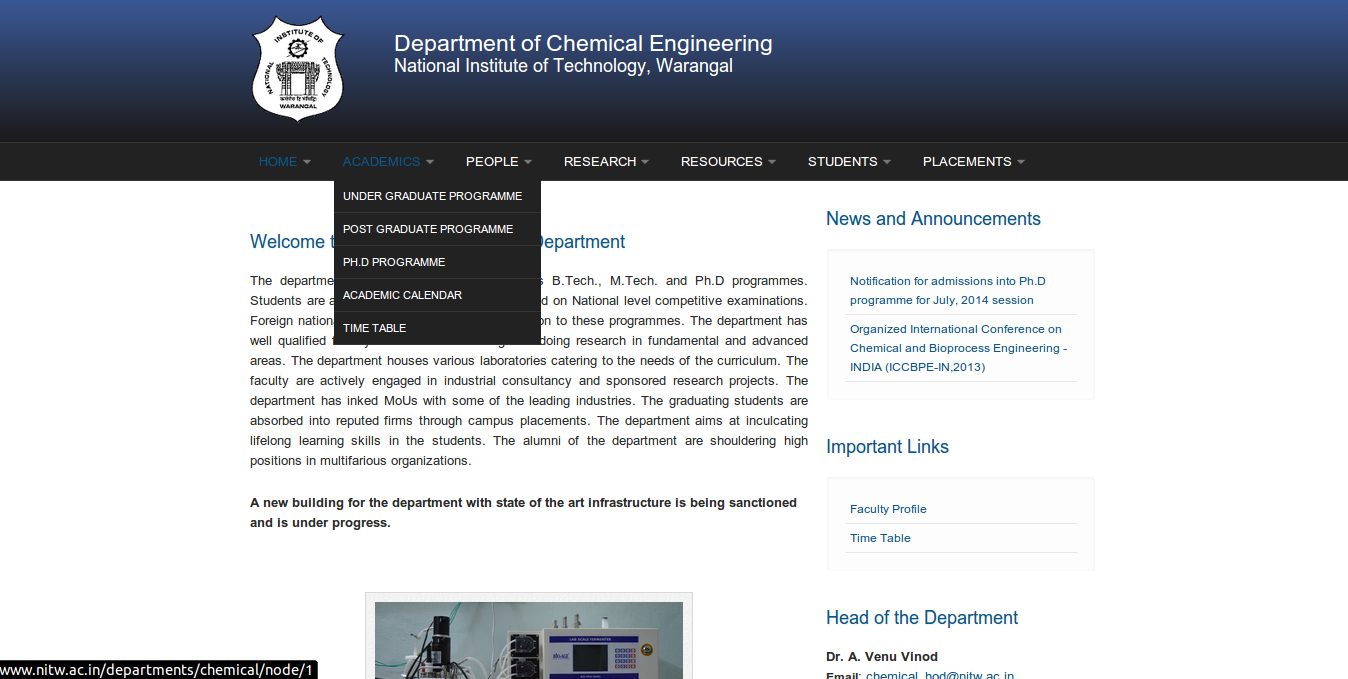 INSTITUTE OF
NATIONAL
TECHNOLOGY
WARANGAL
Department of Chemical Engineering
National Institute of Technology, Warangal
HOME ACADEMICS PEOPLE RESEARCH RESOURCES STUDENTS PLACEMENTS
UNDER GRADUATE PROGRAMME
POST GRADUATE PROGRAMME
PH.D PROGRAMME
ACADEMIC CALENDAR
TIME TABLE
Welcome Department
The B.Tech., M.Tech. and Ph.D programmes.
Students are on National level competitive examinations.
Foreign to these programmes. The department has
well qualified doing research in fundamental and advanced
areas. The department houses various laboratories catering to the needs of the curriculum. The
faculty are actively engaged in industrial consultancy and sponsored research projects. The
department has inked MoUs with some of the leading industries. The graduating students are
absorbed into reputed firms through campus placements. The department aims at inculcating
lifelong learning skills in the students. The alumni of the department are shouldering high
positions in multifarious organizations.
A new building for the department with state of the art infrastructure is being sanctioned
and is under progress.
LAB SCALE FERMENTER
News and Announcements
Notification for admissions into Ph.D
programme for July, 2014 session
Organized International Conference on
Chemical and Bioprocess Engineering -
INDIA (ICCBPE-IN,2013)
Important Links
Faculty Profile
Time Table
Head of the Department
Dr. A. Venu Vinod
Email: chemical_hod@nitw.ac.in
www.nitw.ac.in/departments/chemical/node/1